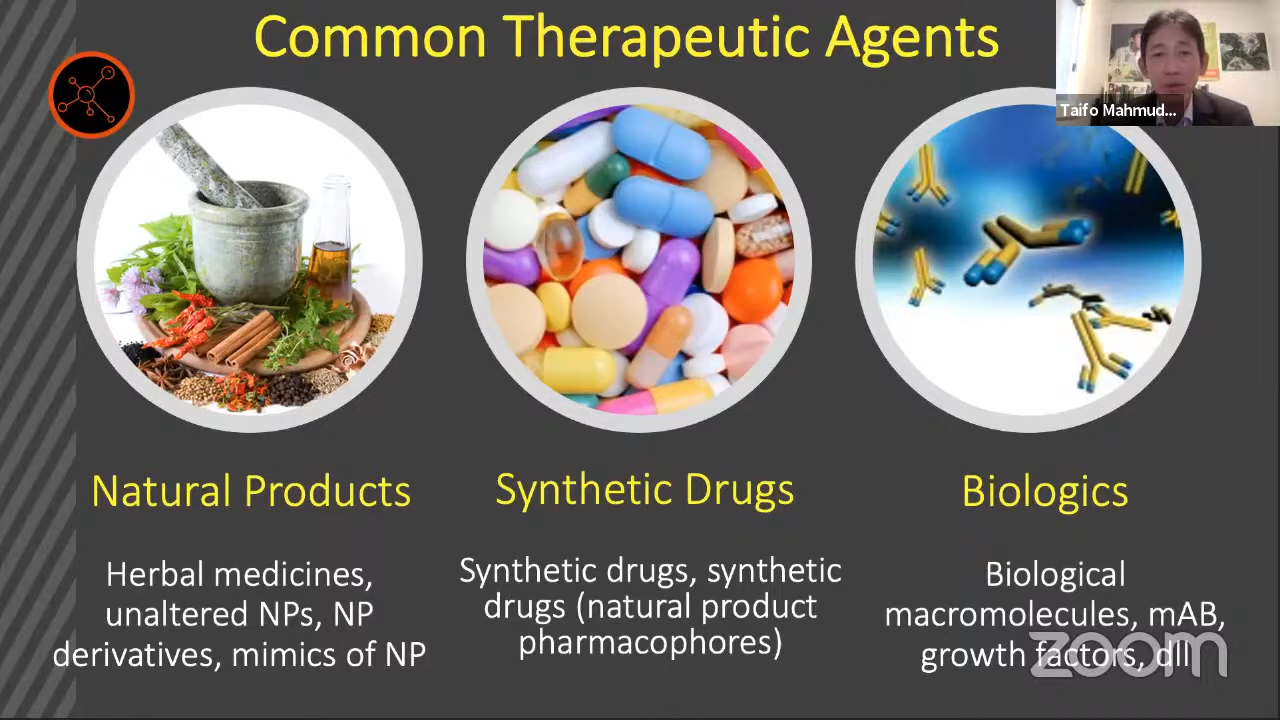 Common Therapeutic Agents
Taifo Mahmud...
Natural Products
Herbal medicines,
unaltered NPs, NP
derivatives, mimics of NP
Synthetic Drugs
Synthetic drugs, synthetic
drugs (natural product
pharmacophores)
Biologics
Biological
macromolecules, mAB,
growth factors, dll
zoom